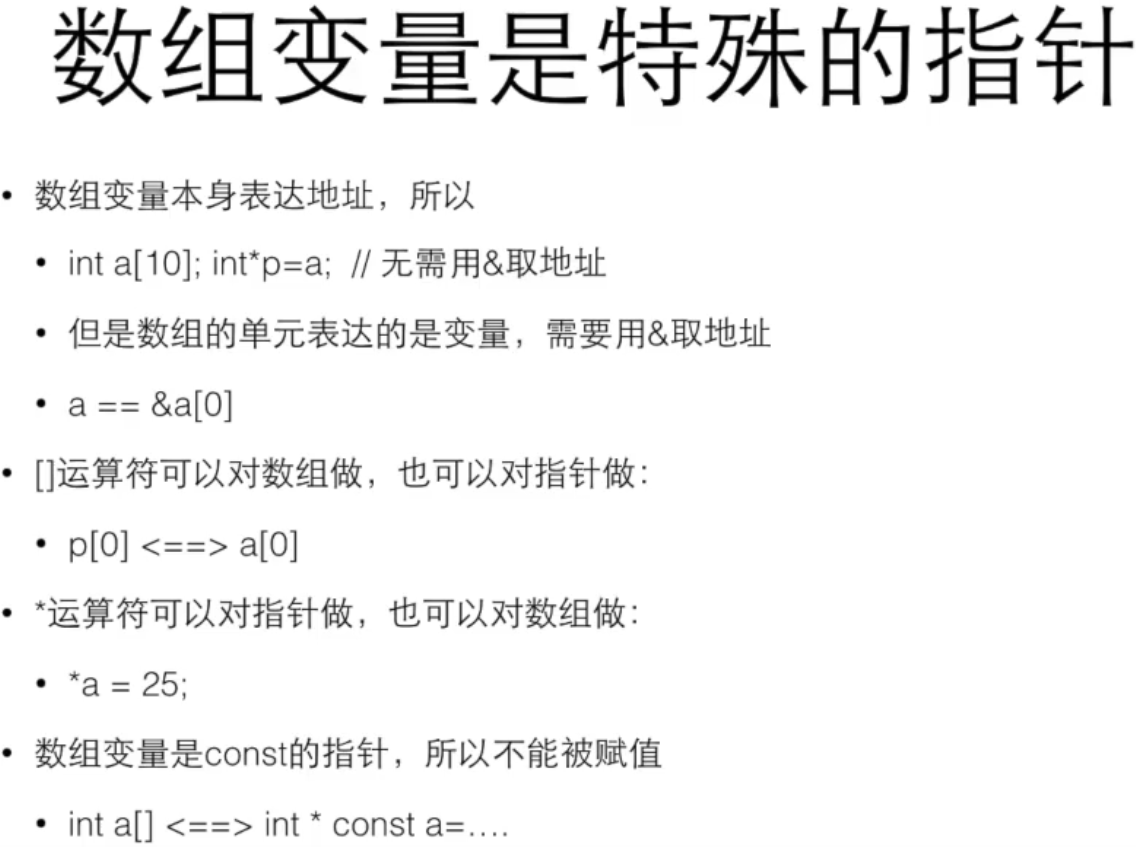 数组变量是特殊的指针
• 数组变量本身表达地址，所以
• int a[10]; int*p=a; // 无需用&取地址
• 但是数组的单元表达的是变量，需要用&取地址
• a == &a[0]
• []运算符可以对数组做，也可以对指针做：
• p[0] <==> a[0]
• *运算符可以对指针做，也可以对数组做：
• *a = 25;
• 数组变量是const的指针，所以不能被赋值
• int a[] <==> int * const a=….